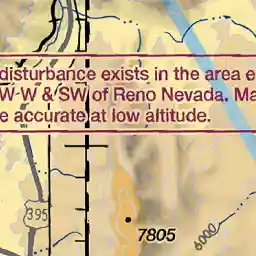 disturbance exists in the area e
W W & SW of Reno Nevada. Ma
e accurate at low altitude.
395
7805
6000